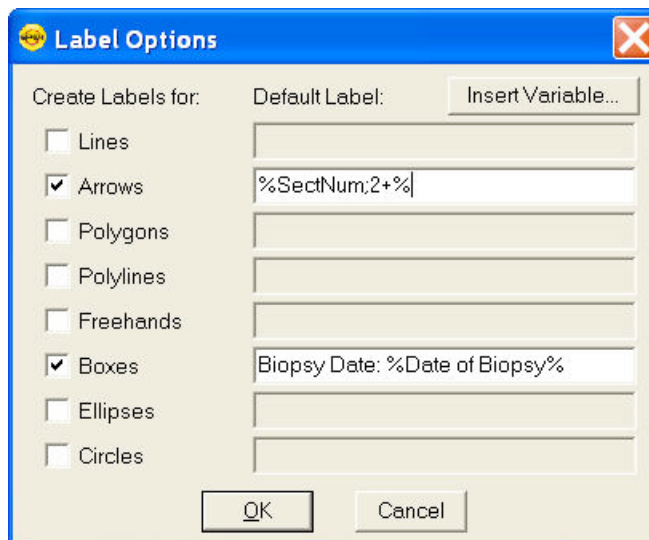 Label Options
Create Labels for: Default Label: Insert Variable...
Lines
Arrows %SectNum;2+%
Polygons
Polylines
Freehands
Boxes Biopsy Date: %Date of Biopsy%
Ellipses
Circles
OK Cancel